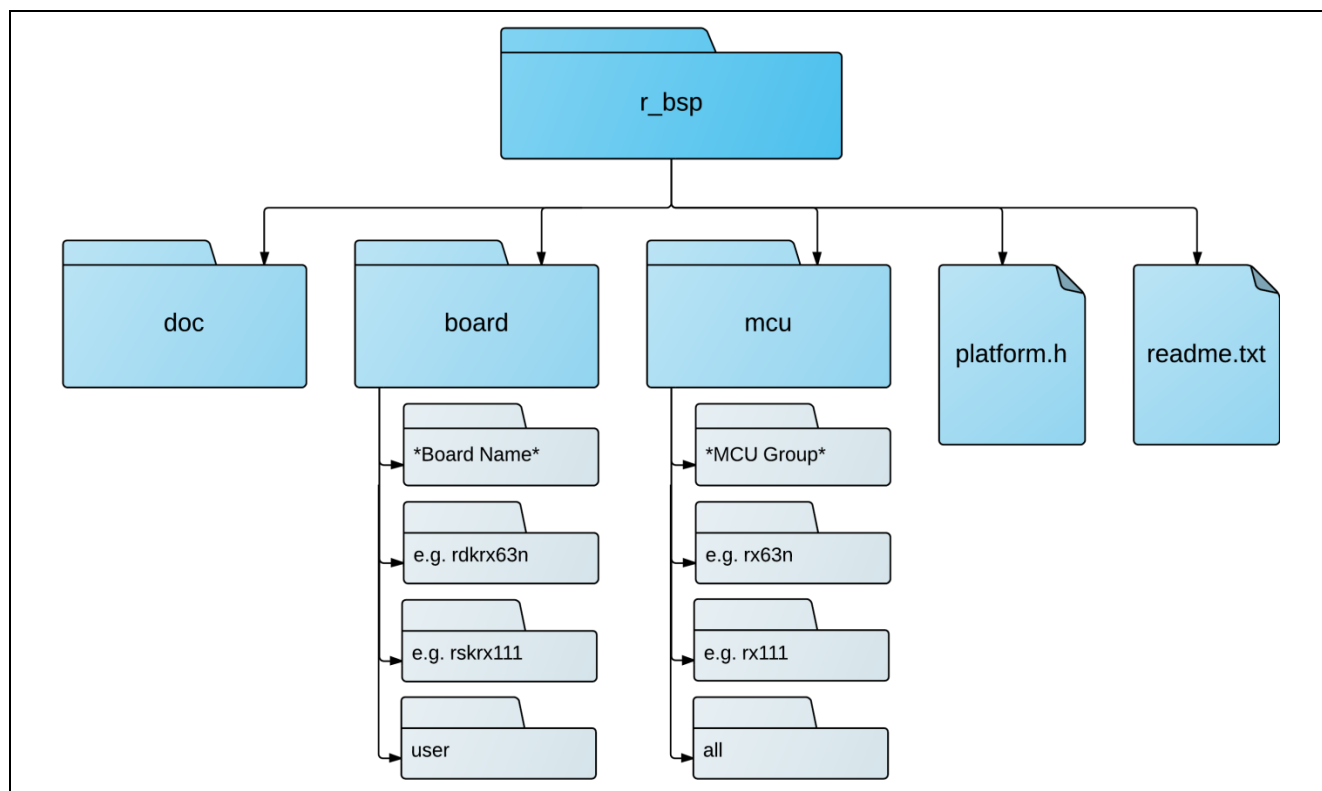 r_bsp
doc
board
mcu
platform.h
readme.txt
*Board Name*
*MCU Group*
e.g. rdkrx63n
e.g. rx63n
e.g. rskrx111
e.g. rx111
user
all